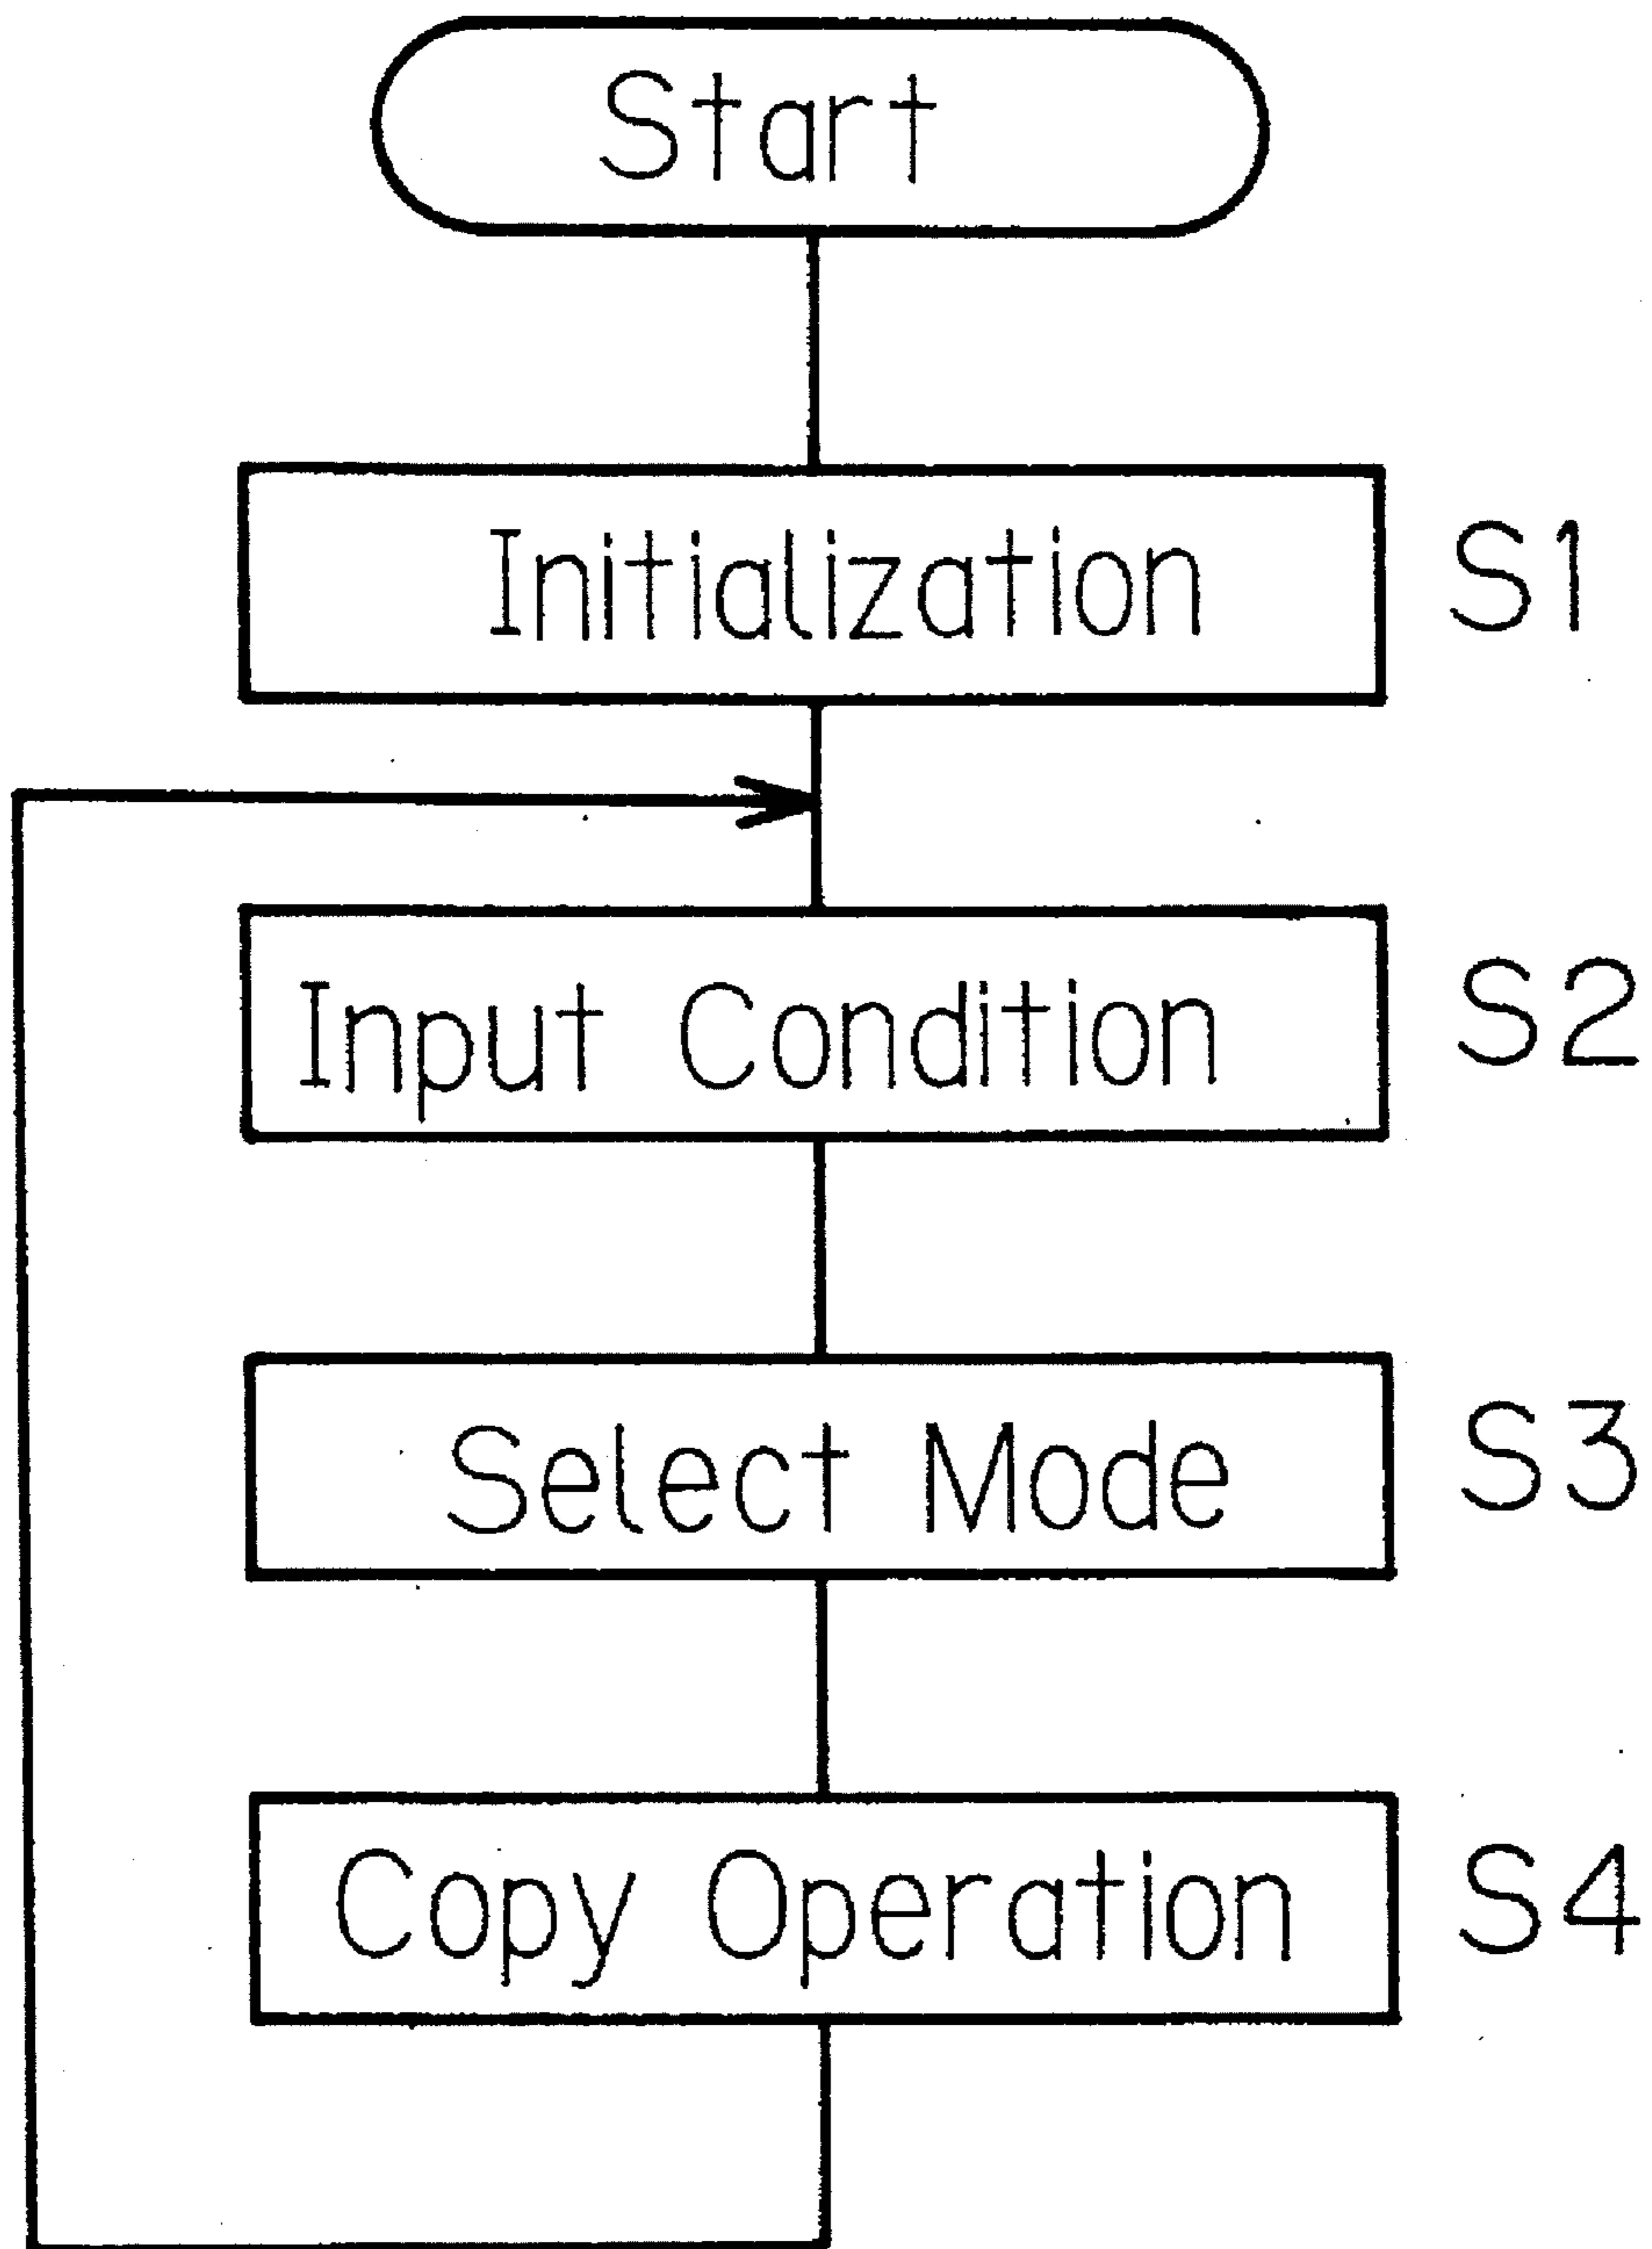 Start
Initialization S1
Input Condition S2
Select Mode S3
Copy Operation S4